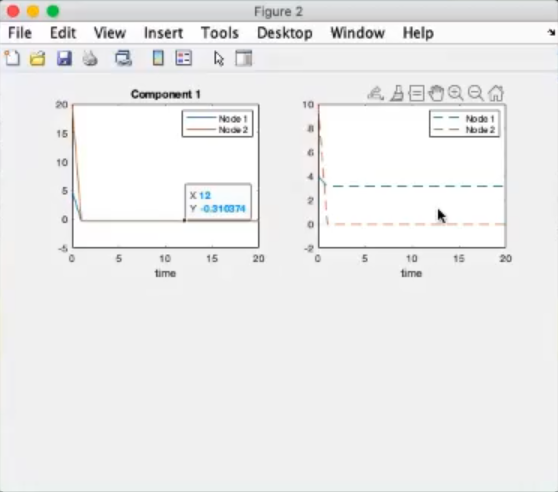 Figure 2
File Edit View Insert Tools Desktop Window Help
Component 1
20
15
10
5
0
-5
Node 1
Node 2
X 12
Y -0.310374
0 5 10 15 20
time
10
8
6
4
2
0
-2
Node 1
Node 2
0 5 10 15 20
time